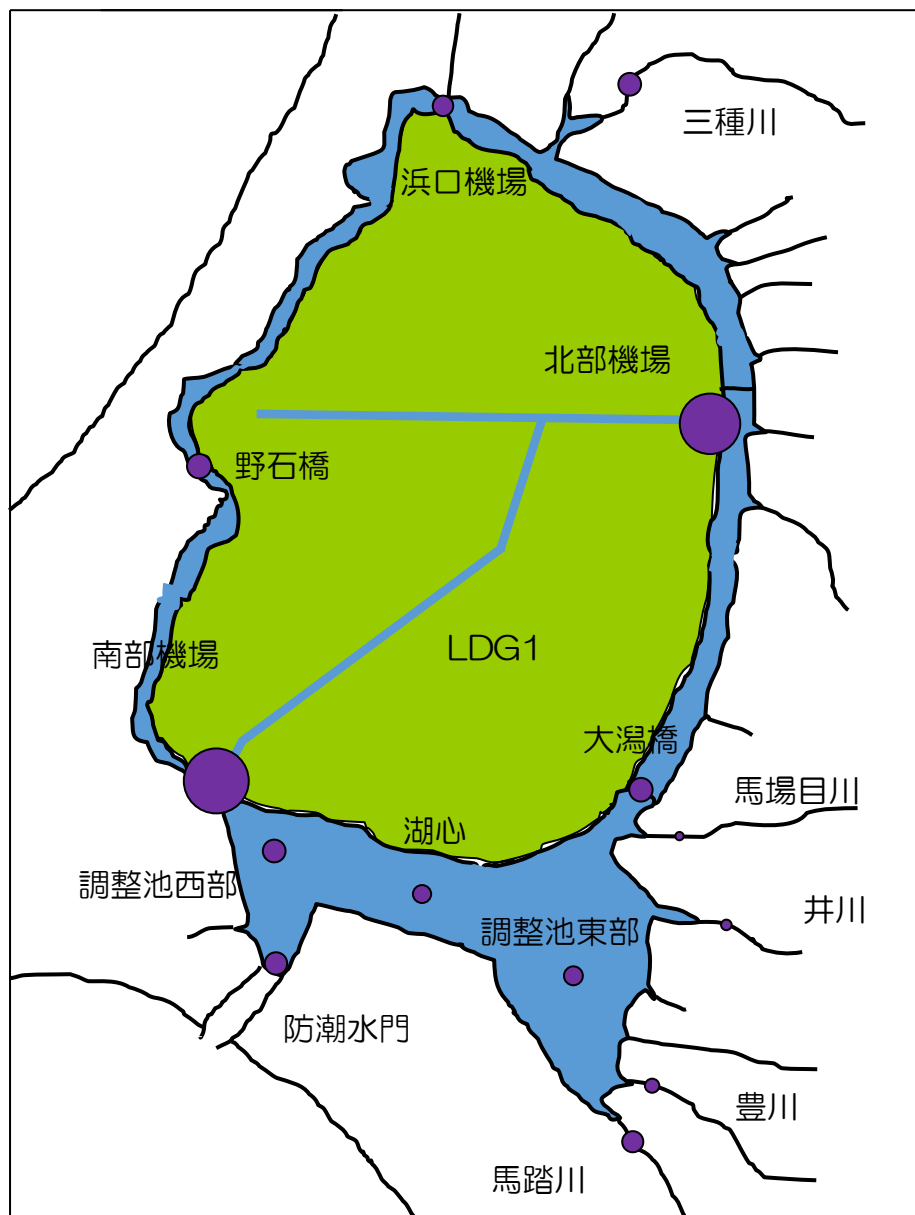 三種川
浜口機場
北部機場
野石橋
南部機場
LDG1
大潟橋
馬場目川
湖心
調整池西部
井川
調整池東部
防潮水門
豊川
馬踏川